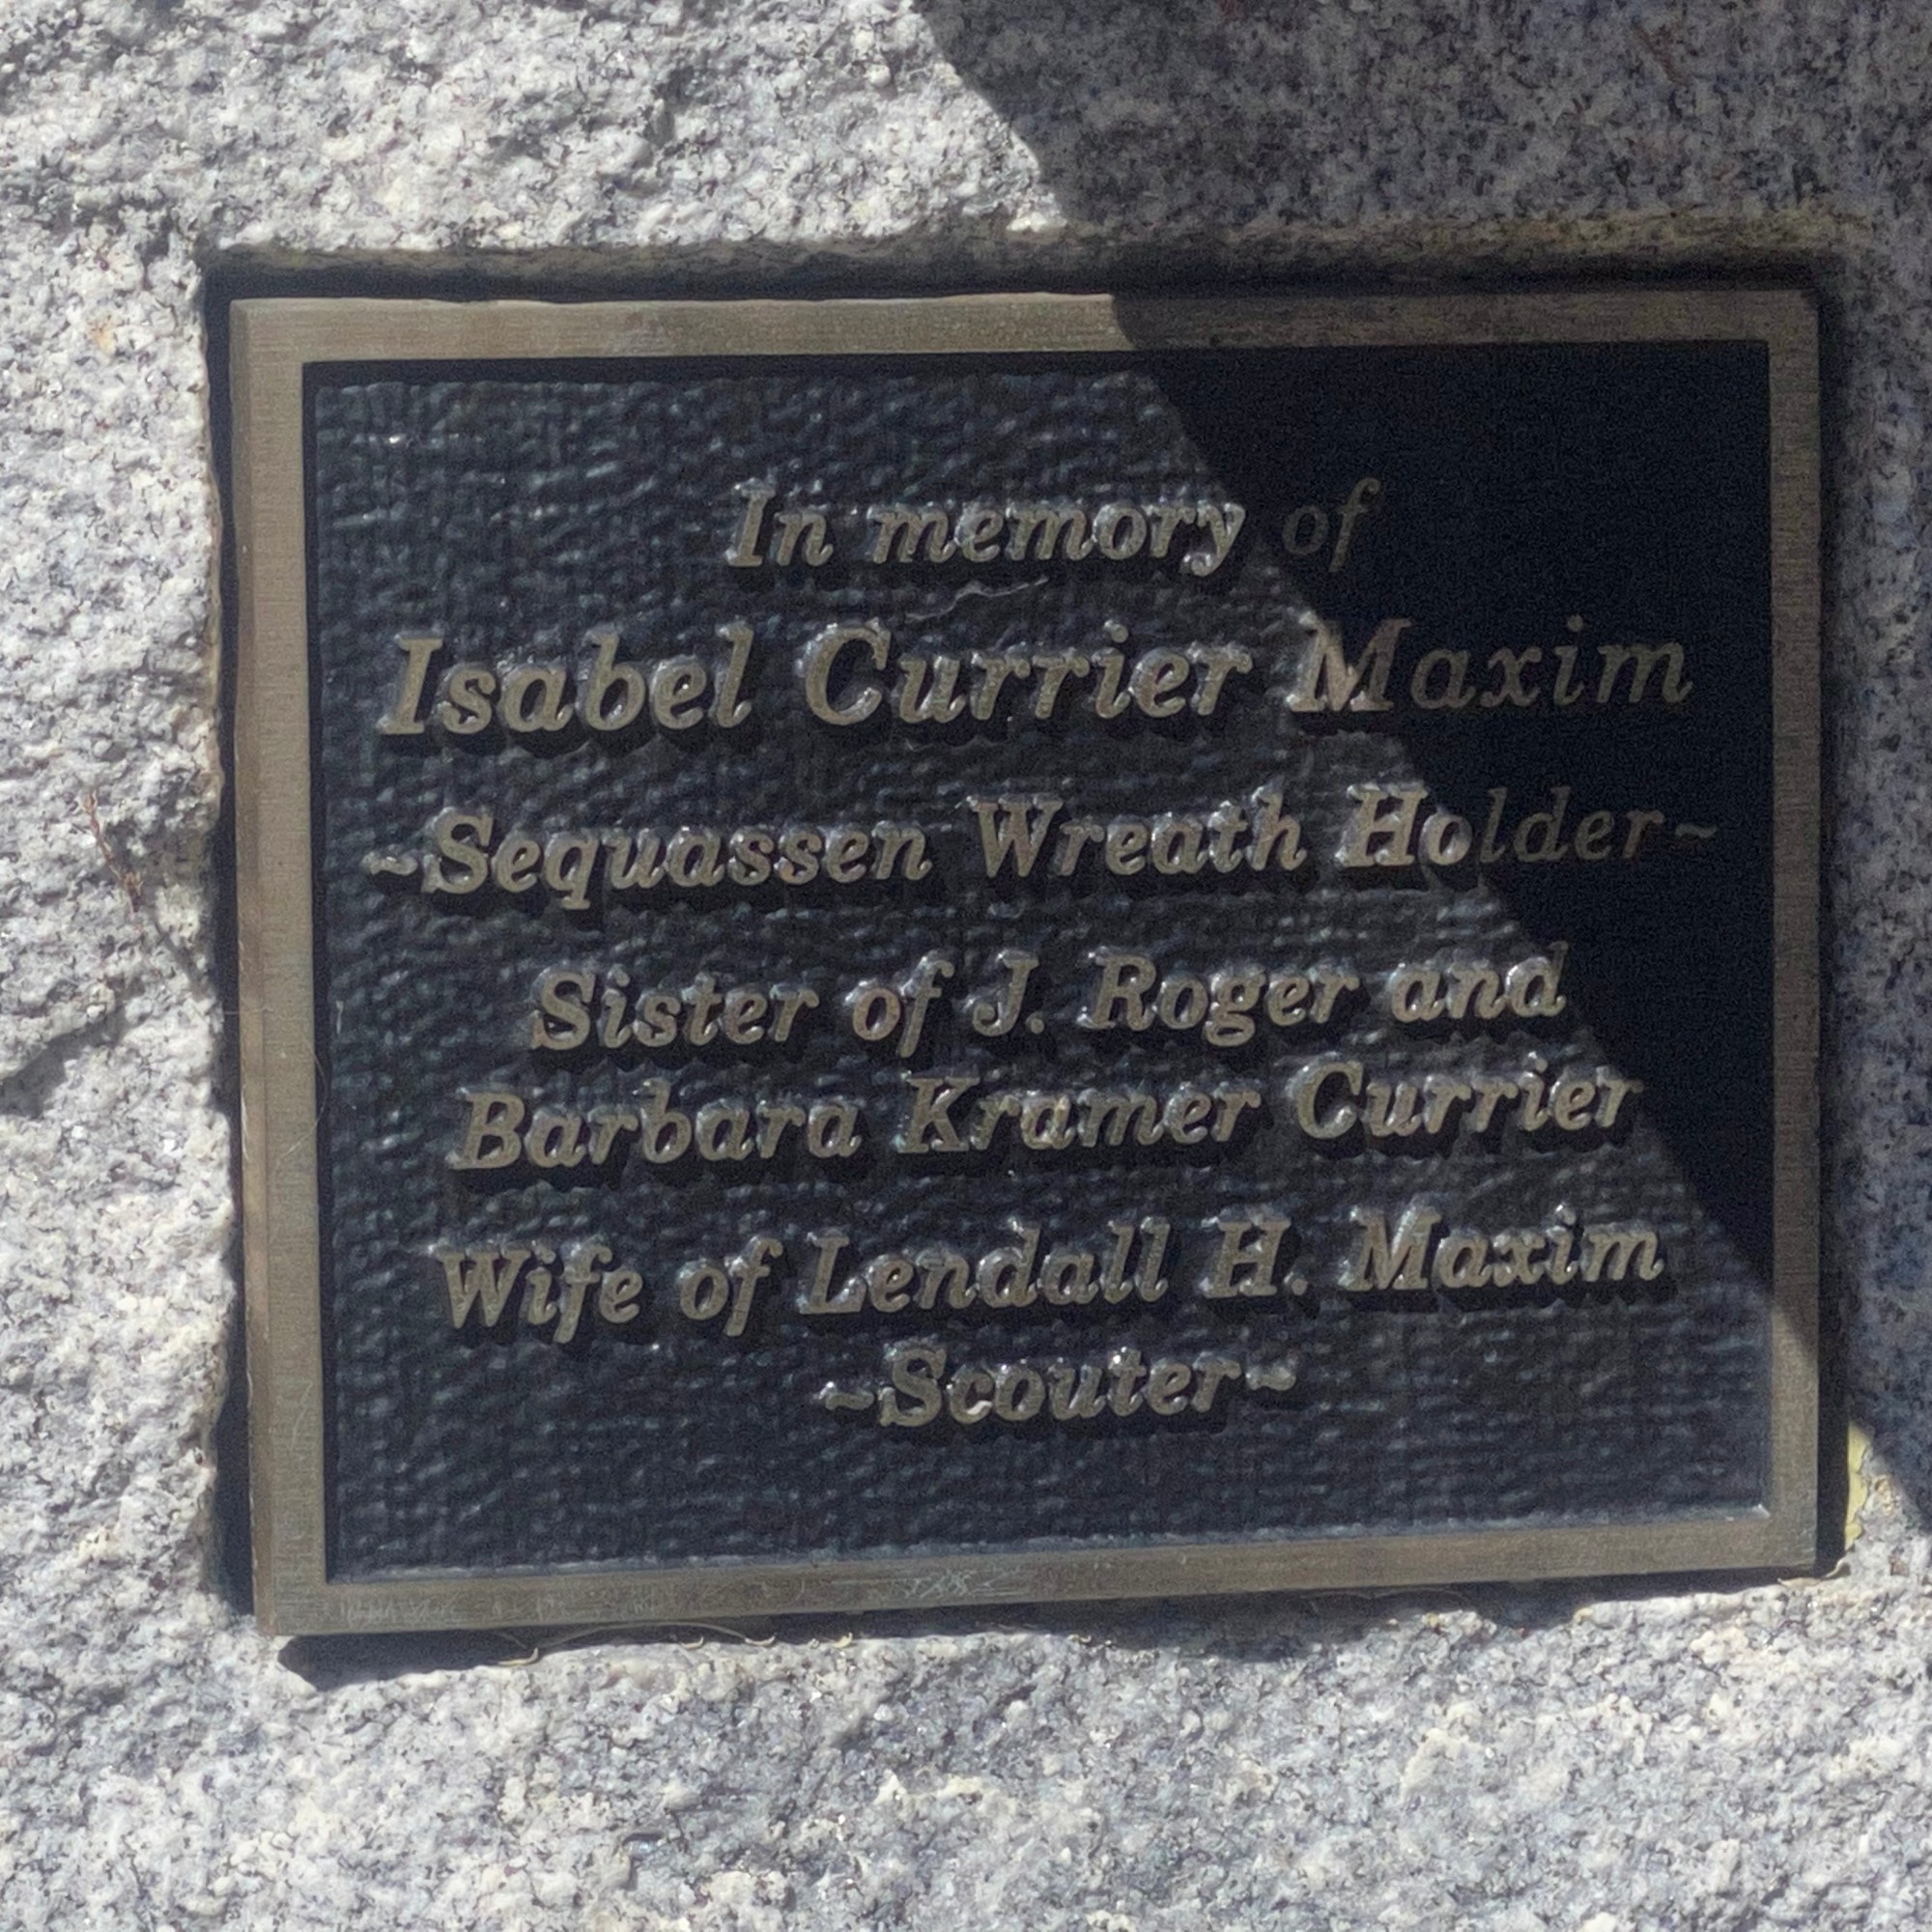 In memory of
Isabel Currier Maxim
~Sequassen Wreath Holder~
Sister of J. Roger and
Barbara Kramer Currier
Wife of Lendall H. Maxim
~Scouter~